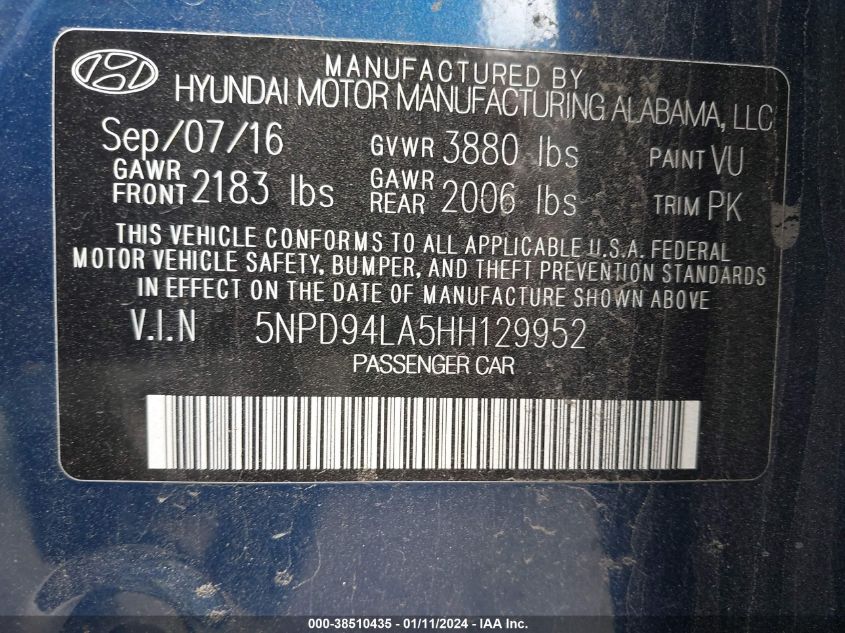 MANUFACTURED BY
HYUNDAI MOTOR MANUFACTURING ALABAMA, LLC
Sep/07/16 GVWR 3880 lbs PAINT VU
GAWR FRONT 2183 lbs GAWR REAR 2006 lbs TRIM PK
THIS VEHICLE CONFORMS TO ALL APPLICABLE U.S.A. FEDERAL
MOTOR VEHICLE SAFETY, BUMPER, AND THEFT PREVENTION STANDARDS
IN EFFECT ON THE DATE OF MANUFACTURE SHOWN ABOVE
V.I.N 5NPD94LA5HH129952
PASSENGER CAR
000-38510435 - 01/11/2024 - IAA Inc.